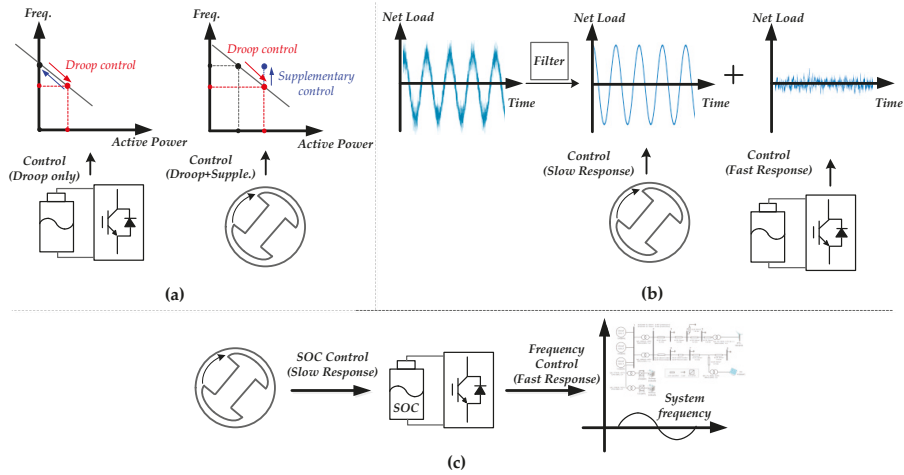 Freq.
Droop control
Active Power
Control
(Droop only)
Freq.
Droop control
Supplementary
control
Active Power
Control
(Droop+Supple.)
(a)
Net Load
Time
Filter
Net Load
Time
Net Load
Time
Control
(Slow Response)
Control
(Fast Response)
(b)
SOC Control
(Slow Response)
SOC
Frequency
Control
(Fast Response)
System
frequency
(c)